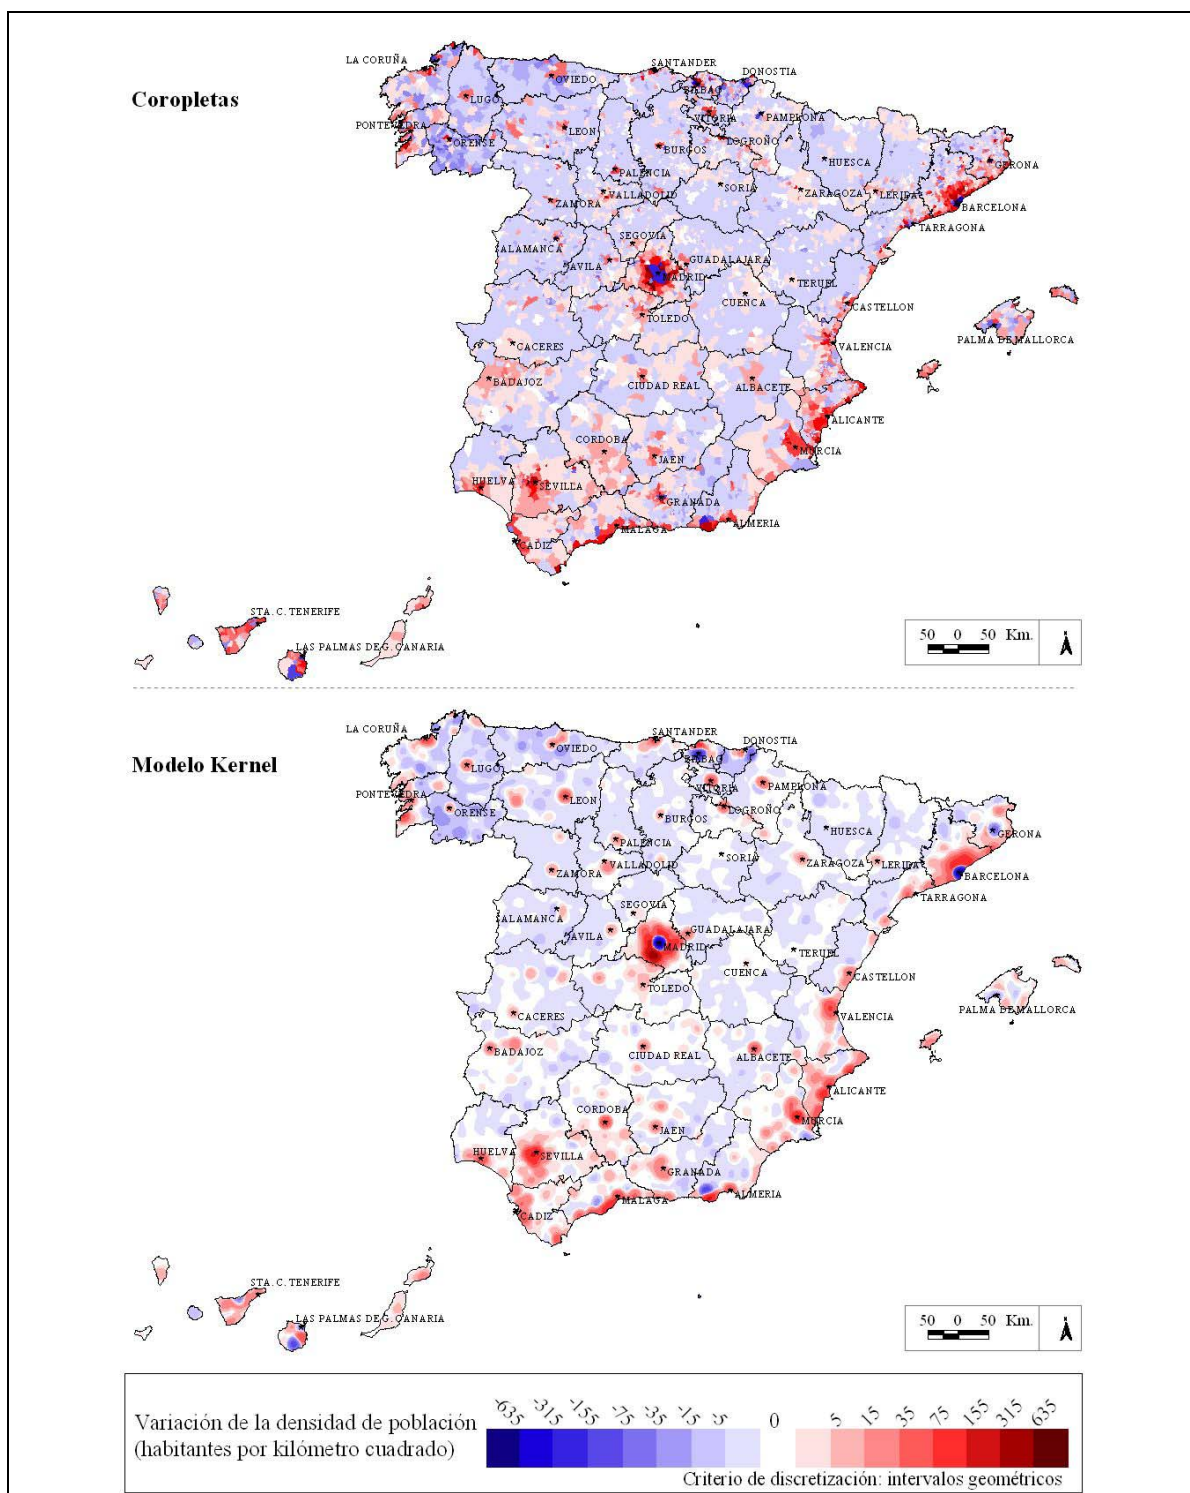 LA CORUÑA
SANTANDER
DONOSTIA
OVIEDO
BILBAO
Coropletas
LUGO
VITORIA
PAMPLONA
PONTEVEDRA
LEON
ORENSE
LOGROÑO
BURGOS
HUESCA
GERONA
PALENCIA
SORIA
ZARAGOZA
LERIDA
VALLADOLID
ZAMORA
BARCELONA
TARRAGONA
SEGOVIA
SALAMANCA
AVILA
GUADALAJARA
MADRID
TERUEL
CUENCA
CASTELLON
TOLEDO
PALMA DE MALLORCA
CACERES
VALENCIA
BADAJOZ
CIUDAD REAL
ALBACETE
ALICANTE
CORDOBA
MURCIA
JAEN
HUELVA
SEVILLA
GRANADA
MALAGA
ALMERIA
CADIZ
STA. C. TENERIFE
LAS PALMAS DE G. CANARIA
50 0 50 Km.
LA CORUÑA
SANTANDER
DONOSTIA
OVIEDO
BILBAO
Modelo Kernel
LUGO
VITORIA
PAMPLONA
PONTEVEDRA
LEON
ORENSE
LOGROÑO
BURGOS
HUESCA
GERONA
PALENCIA
SORIA
ZARAGOZA
LERIDA
VALLADOLID
ZAMORA
BARCELONA
TARRAGONA
SEGOVIA
SALAMANCA
AVILA
GUADALAJARA
MADRID
TERUEL
CUENCA
CASTELLON
TOLEDO
PALMA DE MALLORCA
CACERES
VALENCIA
BADAJOZ
CIUDAD REAL
ALBACETE
ALICANTE
CORDOBA
MURCIA
JAEN
HUELVA
SEVILLA
GRANADA
MALAGA
ALMERIA
CADIZ
STA. C. TENERIFE
LAS PALMAS DE G. CANARIA
50 0 50 Km.
-635 -315 -155 -75 -35 -15 -5 0 5 15 35 75 155 315 635
Variación de la densidad de población
(habitantes por kilómetro cuadrado)
Criterio de discretización: intervalos geométricos